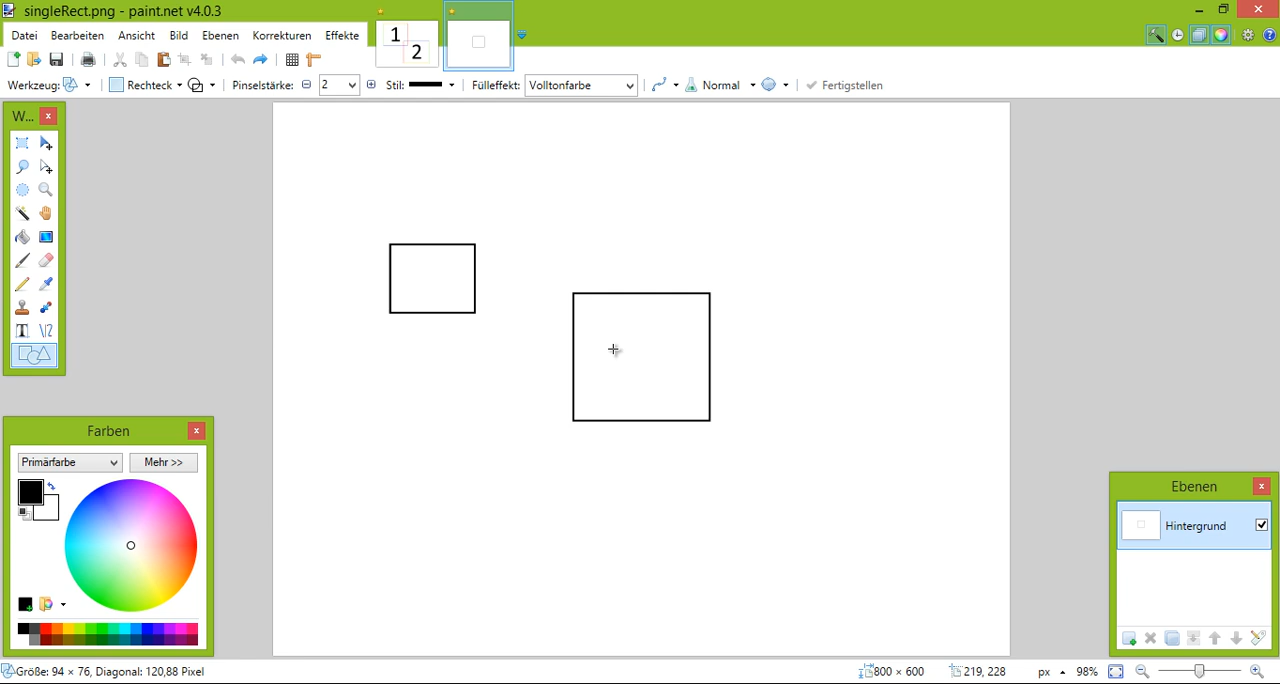 singleRect.png - paint.net v4.0.3
1
2
Datei Bearbeiten Ansicht Bild Ebenen Korrekturen Effekte
Werkzeug: Rechteck Pinselstärke: 2 Stil: Fülleffekt: Volltonfarbe Normal Fertigstellen
W...
Farben
Primärfarbe Mehr >>
Ebenen
Hintergrund
Größe: 94 × 76, Diagonal: 120,88 Pixel 800 × 600 219, 228 px 98%